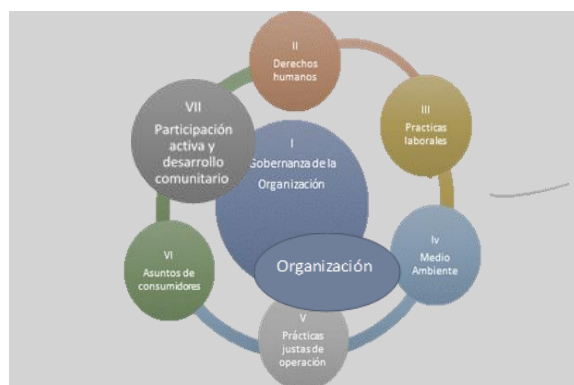 II
Derechos
humanos
III
Practicas
laborales
Iv
Medio
Ambiente
V
Prácticas
justas de
operación
VI
Asuntos de
consumidores
VII
Participación
activa y
desarrollo
comunitario
I
Gobernanza de la
Organización
Organización